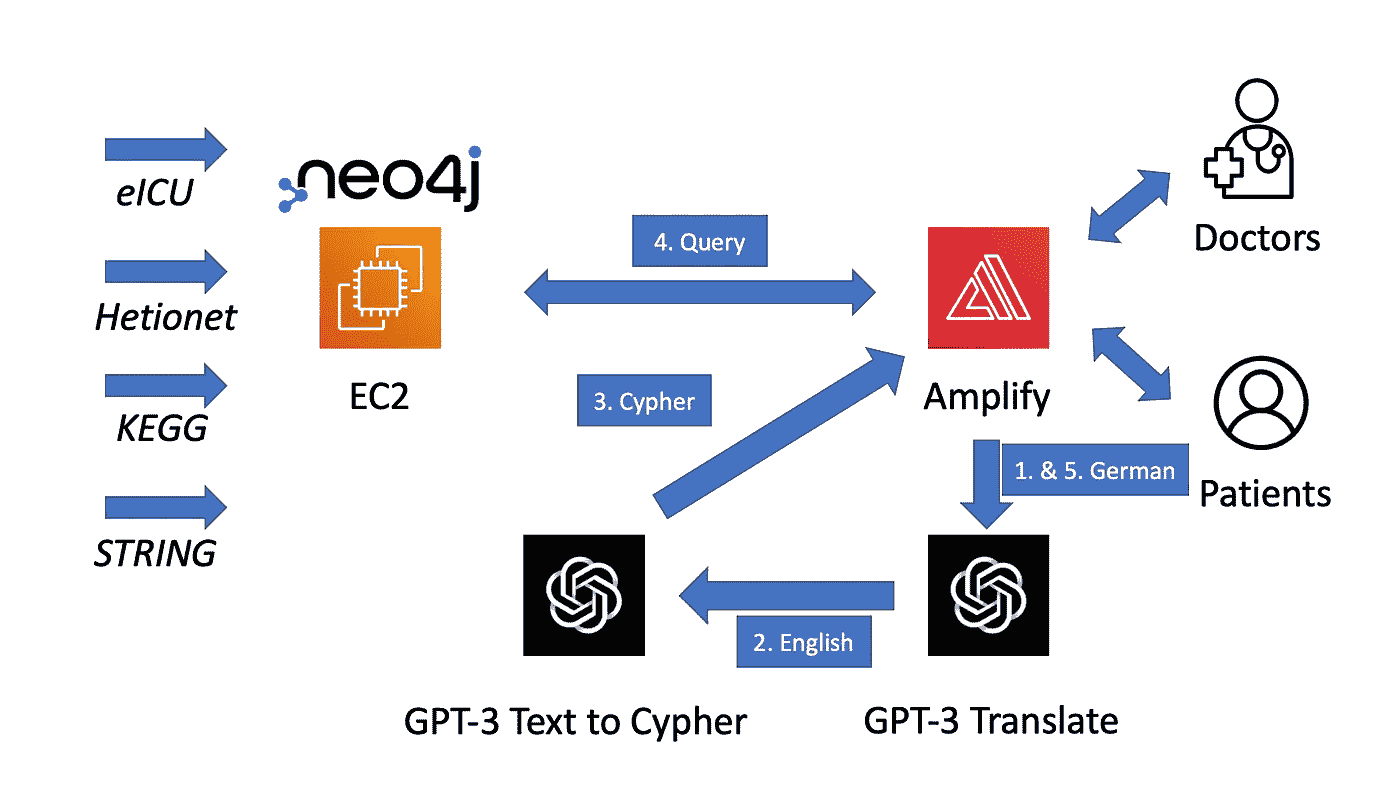 eICU
Hetionet
KEGG
STRING
neo4j
EC2
4. Query
3. Cypher
Amplify
Doctors
Patients
1. & 5. German
2. English
GPT-3 Text to Cypher
GPT-3 Translate